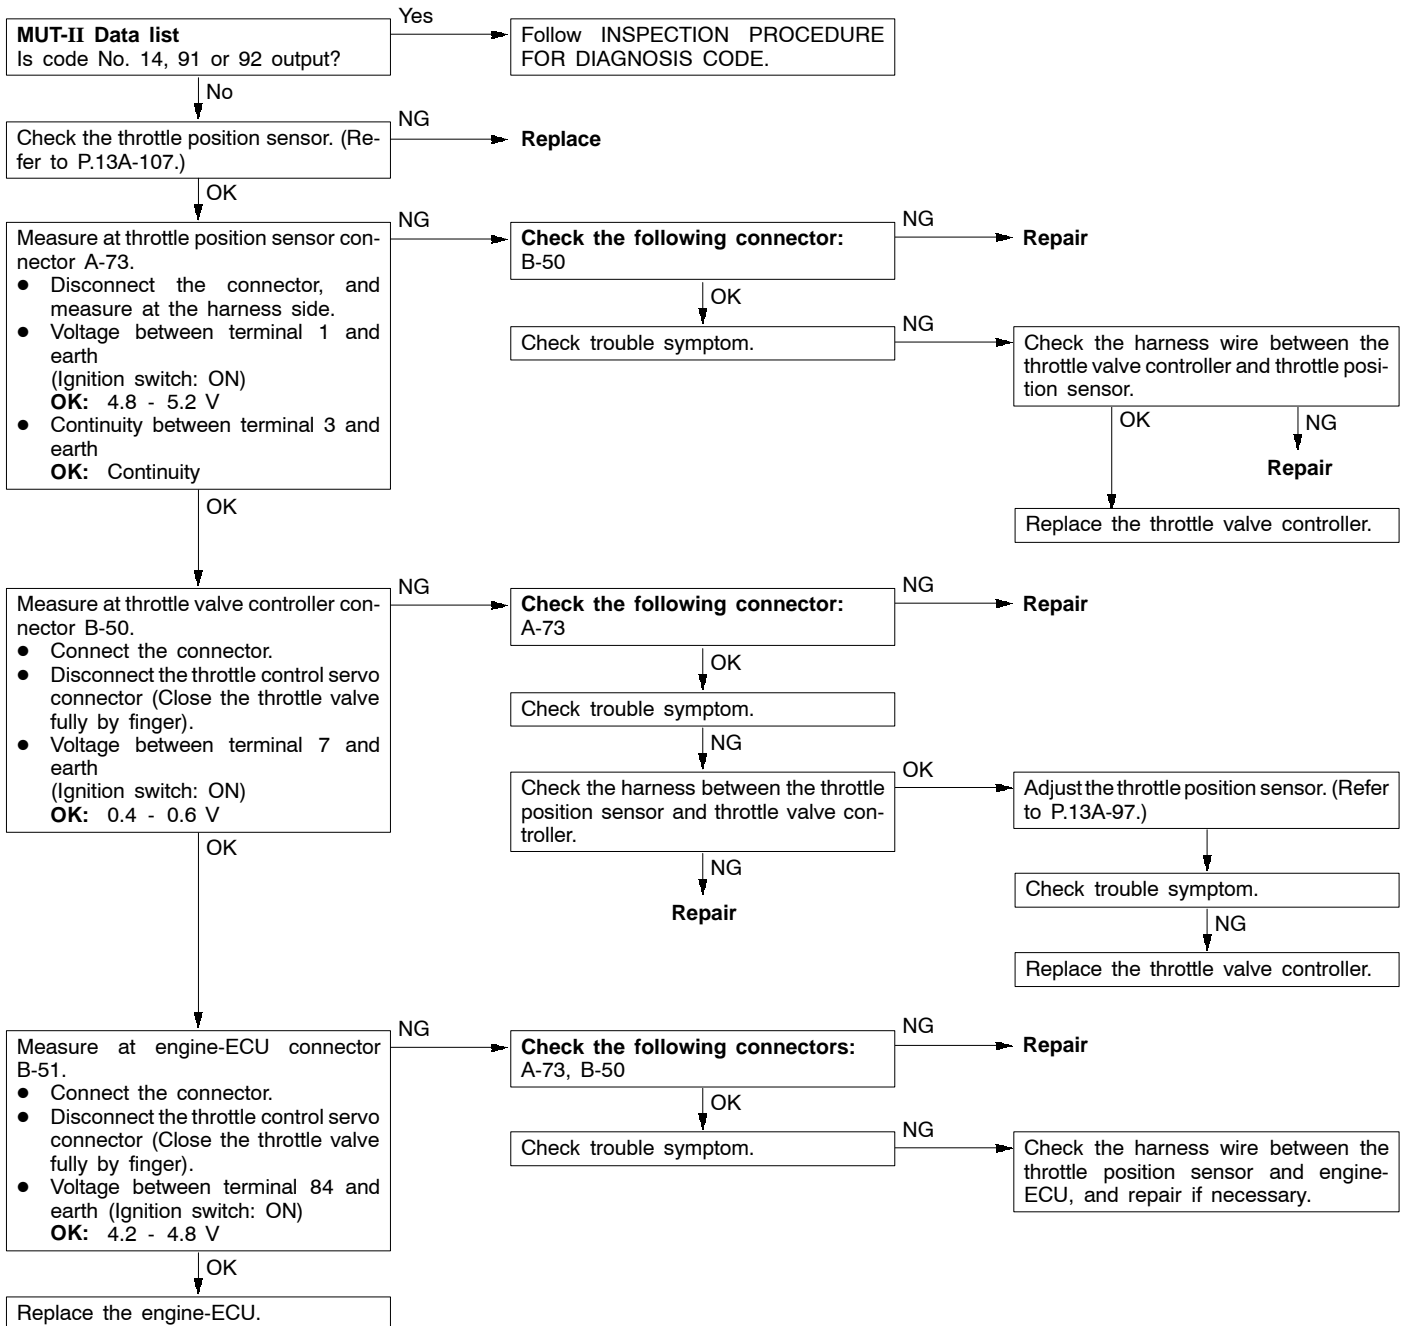 MUT-II Data list
Is code No. 14, 91 or 92 output?
Yes
Follow INSPECTION PROCEDURE
FOR DIAGNOSIS CODE.
No
Check the throttle position sensor. (Re-
fer to P.13A-107.)
NG
Replace
OK
Measure at throttle position sensor con-
nector A-73.
● Disconnect the connector, and
measure at the harness side.
● Voltage between terminal 1 and
earth
(Ignition switch: ON)
OK: 4.8 - 5.2 V
● Continuity between terminal 3 and
earth
OK: Continuity
NG
Check the following connector:
B-50
NG
Repair
OK
Check trouble symptom.
NG
Check the harness wire between the
throttle valve controller and throttle posi-
tion sensor.
OK
NG
Repair
Replace the throttle valve controller.
OK
Measure at throttle valve controller con-
nector B-50.
● Connect the connector.
● Disconnect the throttle control servo
connector (Close the throttle valve
fully by finger).
● Voltage between terminal 7 and
earth
(Ignition switch: ON)
OK: 0.4 - 0.6 V
NG
Check the following connector:
A-73
NG
Repair
OK
Check trouble symptom.
NG
Check the harness between the throttle
position sensor and throttle valve con-
troller.
OK
Adjust the throttle position sensor. (Refer
to P.13A-97.)
NG
Repair
Check trouble symptom.
NG
Replace the throttle valve controller.
OK
Measure at engine-ECU connector
B-51.
● Connect the connector.
● Disconnect the throttle control servo
connector (Close the throttle valve
fully by finger).
● Voltage between terminal 84 and
earth (Ignition switch: ON)
OK: 4.2 - 4.8 V
NG
Check the following connectors:
A-73, B-50
NG
Repair
OK
Check trouble symptom.
NG
Check the harness wire between the
throttle position sensor and engine-
ECU, and repair if necessary.
OK
Replace the engine-ECU.